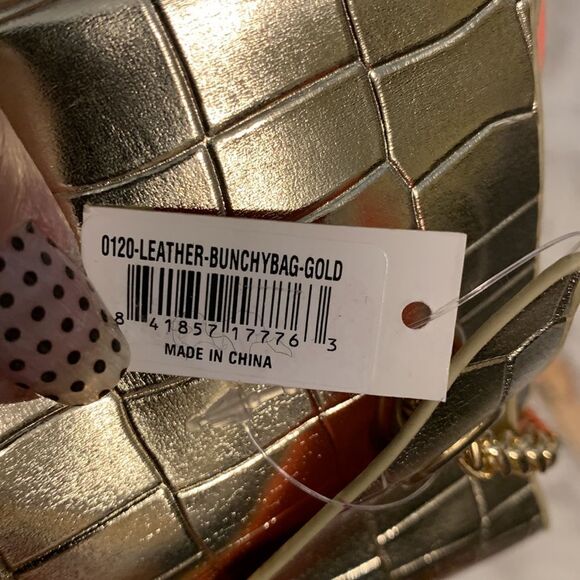 0120-LEATHER-BUNCHYBAG-GOLD
8 41857 17776 3
MADE IN CHINA